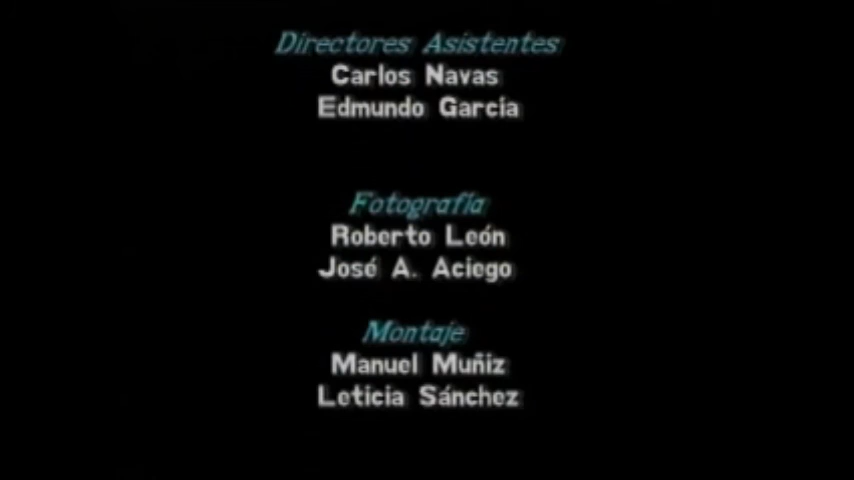 Directores Asistentes
Carlos Navas
Edmundo García
Fotografía
Roberto León
José A. Aciego
Montaje
Manuel Muñiz
Leticia Sánchez